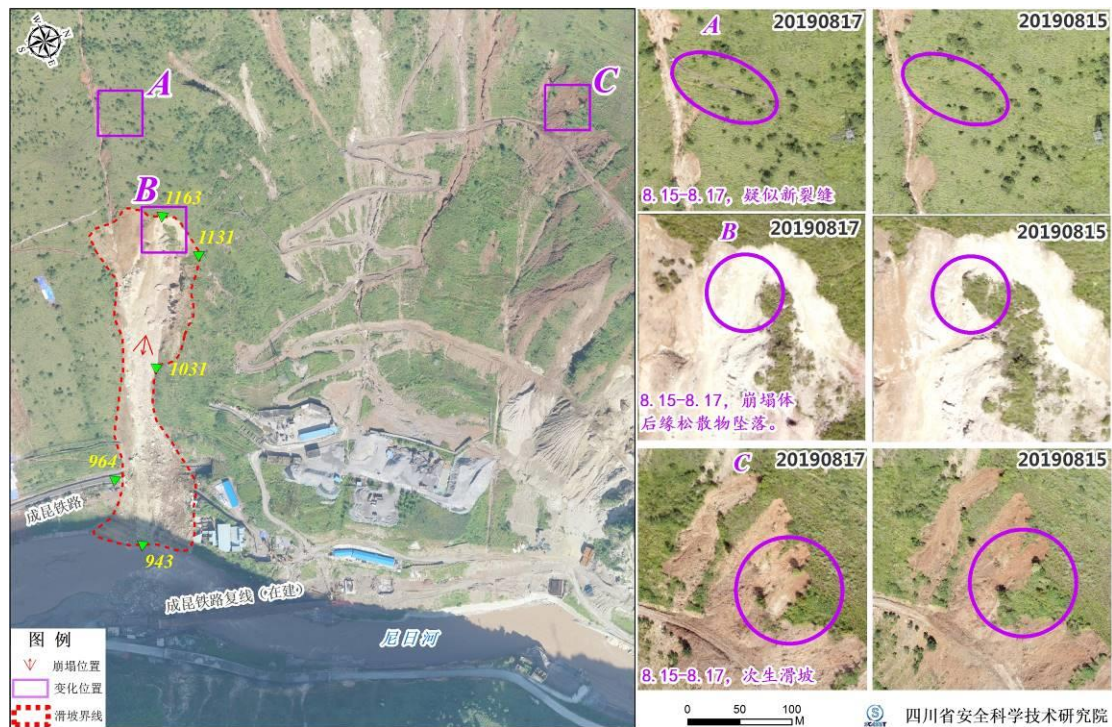 N
W
S
E
A
C
B
1163
1131
1031
964
943
成昆铁路
成昆铁路复线（在建）
尼日河
图 例
崩塌位置
变化位置
滑坡界线
A
20190817
20190815
8.15-8.17, 疑似新裂缝
B
20190817
20190815
8.15-8.17, 崩塌体
后缘松散物坠落。
C
20190817
20190815
8.15-8.17, 次生滑坡
0 50 100
M
四川省安全科学技术研究院